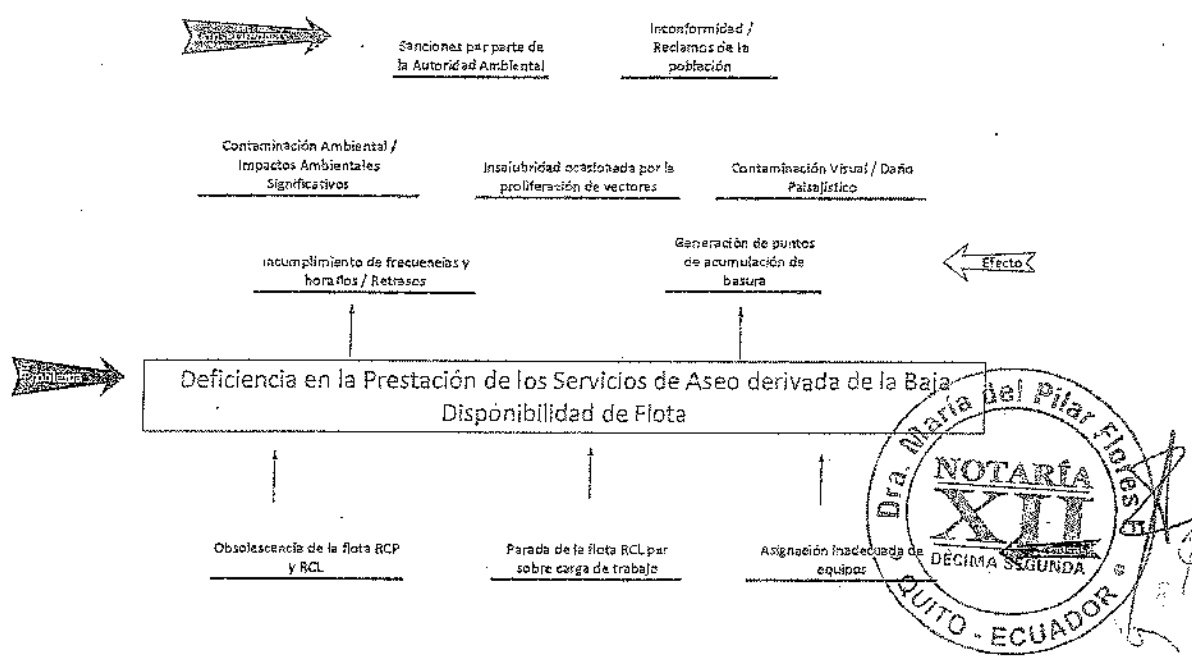 Sanciones por parte de
la Autoridad Ambiental
Inconformidad /
Reclamos de la
población
Contaminación Ambiental /
Impactos Ambientales
Significativos
Insalubridad ocasionada por la
proliferación de vectores
Contaminación Visual / Daño
Paisajístico
Incumplimiento de frecuencias y
horarios / Retrasos
Generación de puntos
de acumulación de
basura
Efecto
Problema
Deficiencia en la Prestación de los Servicios de Aseo derivada de la Baja
Disponibilidad de Flota
Obsolescencia de la flota RCP
y RCL
Parada de la flota RCL por
sobre carga de trabajo
Asignación inadecuada de
equipos
Dra. María del Pilar Flores F.
NOTARÍA
XII
DÉCIMA SEGUNDA
QUITO - ECUADOR